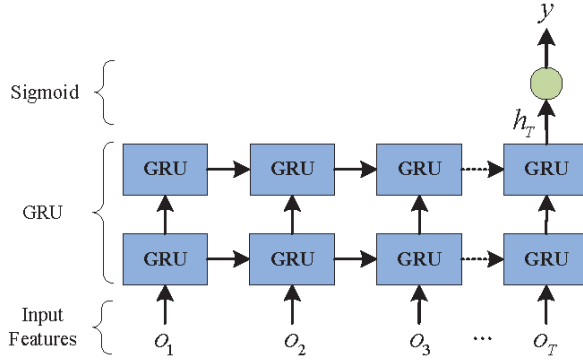 y
Sigmoid
h_T
GRU GRU GRU GRU
GRU
GRU GRU GRU GRU
Input
Features
o_1 o_2 o_3 ... o_T